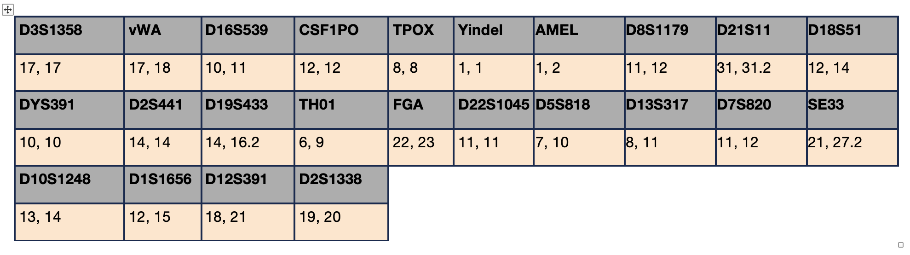 D3S1358 vWA D16S539 CSF1PO TPOX Yindel AMEL D8S1179 D21S11 D18S51
17, 17 17, 18 10, 11 12, 12 8, 8 1, 1 1, 2 11, 12 31, 31.2 12, 14
DYS391 D2S441 D19S433 TH01 FGA D22S1045 D5S818 D13S317 D7S820 SE33
10, 10 14, 14 14, 16.2 6, 9 22, 23 11, 11 7, 10 8, 11 11, 12 21, 27.2
D10S1248 D1S1656 D12S391 D2S1338
13, 14 12, 15 18, 21 19, 20